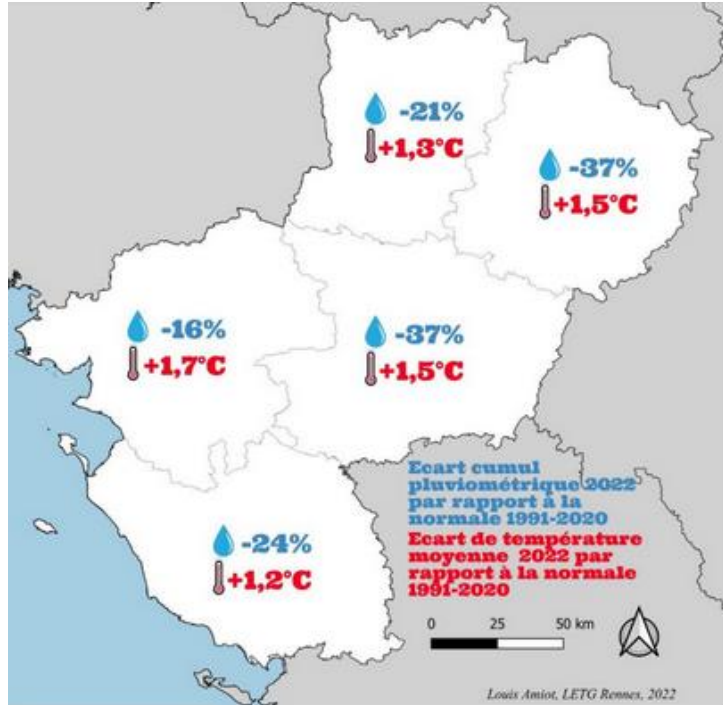 -21%
+1,3°C
-37%
+1,5°C
-16%
+1,7°C
-37%
+1,5°C
-24%
+1,2°C
Ecart cumul
pluviométrique 2022
par rapport à la
normale 1991-2020
Ecart de température
moyenne 2022 par
rapport à la normale
1991-2020
0 25 50 km
Louis Amiot, LETG Rennes, 2022